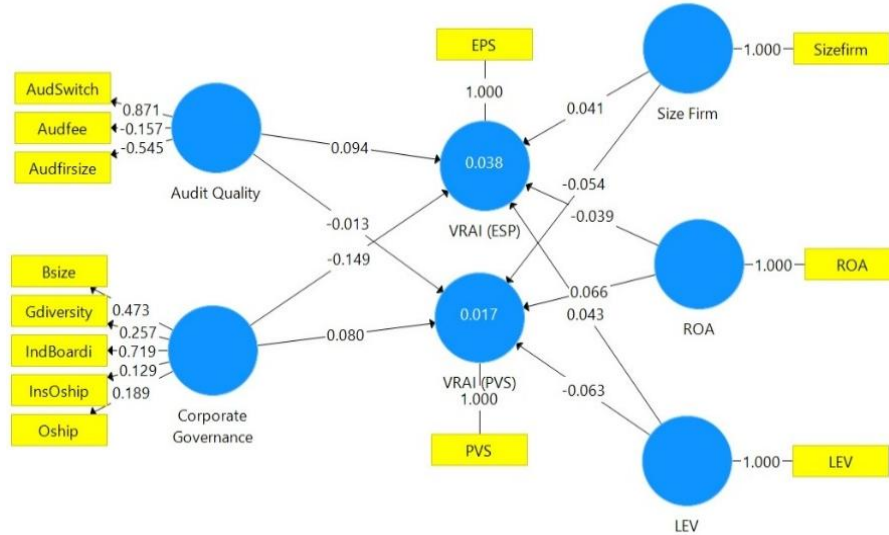 EPS
1.000
Sizefirm
1.000
Size Firm
AudSwitch
0.871
Audfee
-0.157
Audfirsize
-0.545
Audit Quality
0.094
0.041
0.038
VRAI (ESP)
-0.054
-0.039
-0.013
-0.149
Bsize
0.473
Gdiversity
0.257
IndBoardi
0.719
InsOship
0.129
Oship
0.189
Corporate
Governance
0.080
0.017
VRAI (PVS)
1.000
PVS
0.066
0.043
-0.063
ROA
1.000
ROA
LEV
1.000
LEV